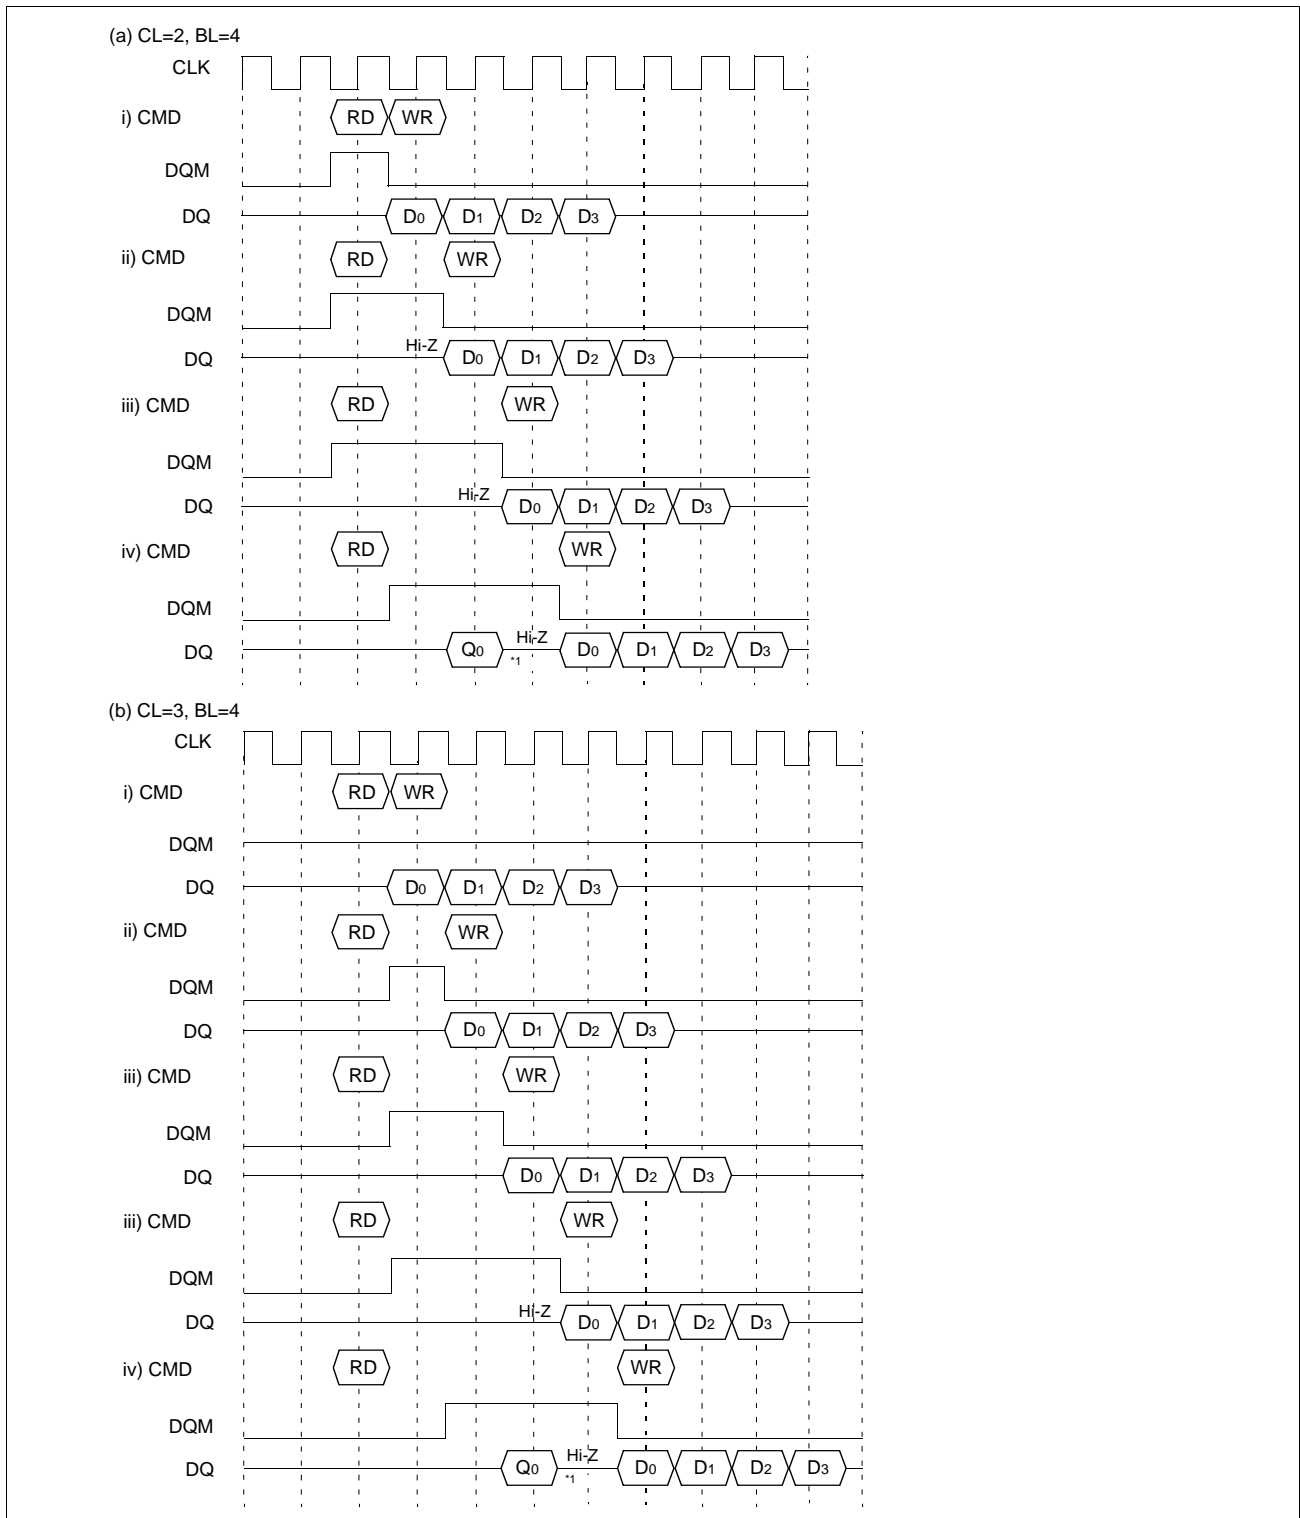 (a) CL=2, BL=4
CLK
i) CMD RD WR
DQM
DQ D0 D1 D2 D3
ii) CMD RD WR
DQM
Hi-Z
DQ D0 D1 D2 D3
iii) CMD RD WR
DQM
Hi-Z
DQ D0 D1 D2 D3
iv) CMD RD WR
DQM
Hi-Z
DQ Q0 D0 D1 D2 D3
*1
(b) CL=3, BL=4
CLK
i) CMD RD WR
DQM
DQ D0 D1 D2 D3
ii) CMD RD WR
DQM
DQ D0 D1 D2 D3
iii) CMD RD WR
DQM
DQ D0 D1 D2 D3
iii) CMD RD WR
DQM
Hi-Z
DQ D0 D1 D2 D3
iv) CMD RD WR
DQM
Hi-Z
DQ Q0 D0 D1 D2 D3
*1